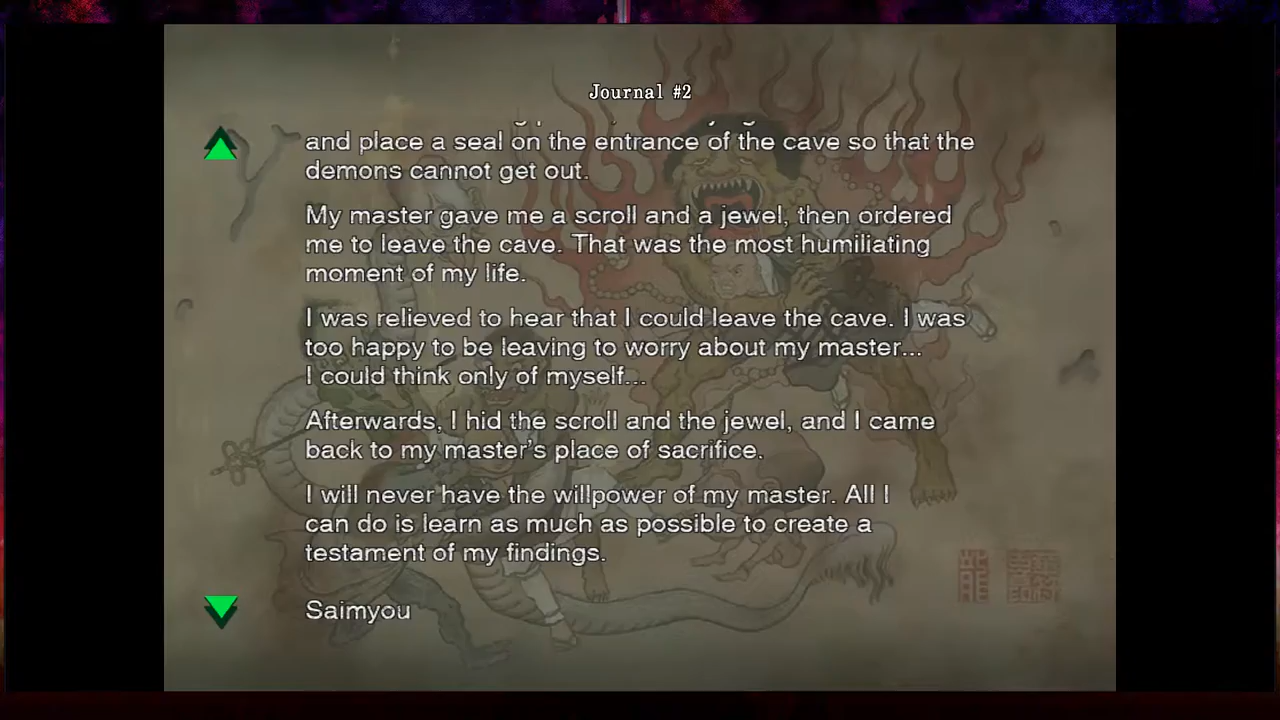 Journal #2
and place a seal on the entrance of the cave so that the
demons cannot get out.
My master gave me a scroll and a jewel, then ordered
me to leave the cave. That was the most humiliating
moment of my life.
I was relieved to hear that I could leave the cave. I was
too happy to be leaving to worry about my master...
I could think only of myself...
Afterwards, I hid the scroll and the jewel, and I came
back to my master's place of sacrifice.
I will never have the willpower of my master. All I
can do is learn as much as possible to create a
testament of my findings.
Saimyou